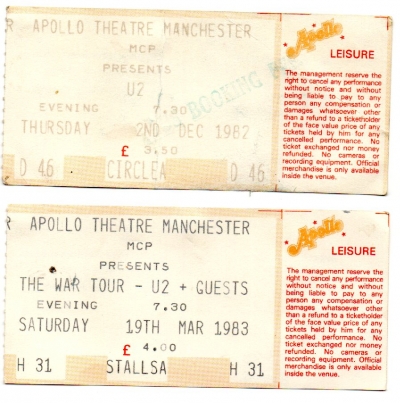 R APOLLO THEATRE MANCHESTER
MCP
PRESENTS
U2
EVENING 7.30
THURSDAY 2ND DEC 1982
£ 3.50
D 46 CIRCLEA D 46
BOOKING
Apollo
LEISURE
The management reserve the
right to cancel any performance
without notice and without
being liable to pay to any
person any compensation or
damages whatsoever other
than a refund to a ticketholder
of the face value price of any
tickets held by him for any
cancelled performance. No
ticket exchanged nor money
refunded. No cameras or
recording equipment. Official
merchandise is only available
inside the venue.
R APOLLO THEATRE MANCHESTER
MCP
PRESENTS
THE WAR TOUR - U2 + GUESTS
EVENING 7.30
SATURDAY 19TH MAR 1983
£ 4.00
H 31 STALLSA H 31
Apollo
LEISURE
The management reserve the
right to cancel any performance
without notice and without
being liable to pay to any
person any compensation or
damages whatsoever other
than a refund to a ticketholder
of the face value price of any
tickets held by him for any
cancelled performance. No
ticket exchanged nor money
refunded. No cameras or
recording equipment. Official
merchandise is only available
inside the venue.